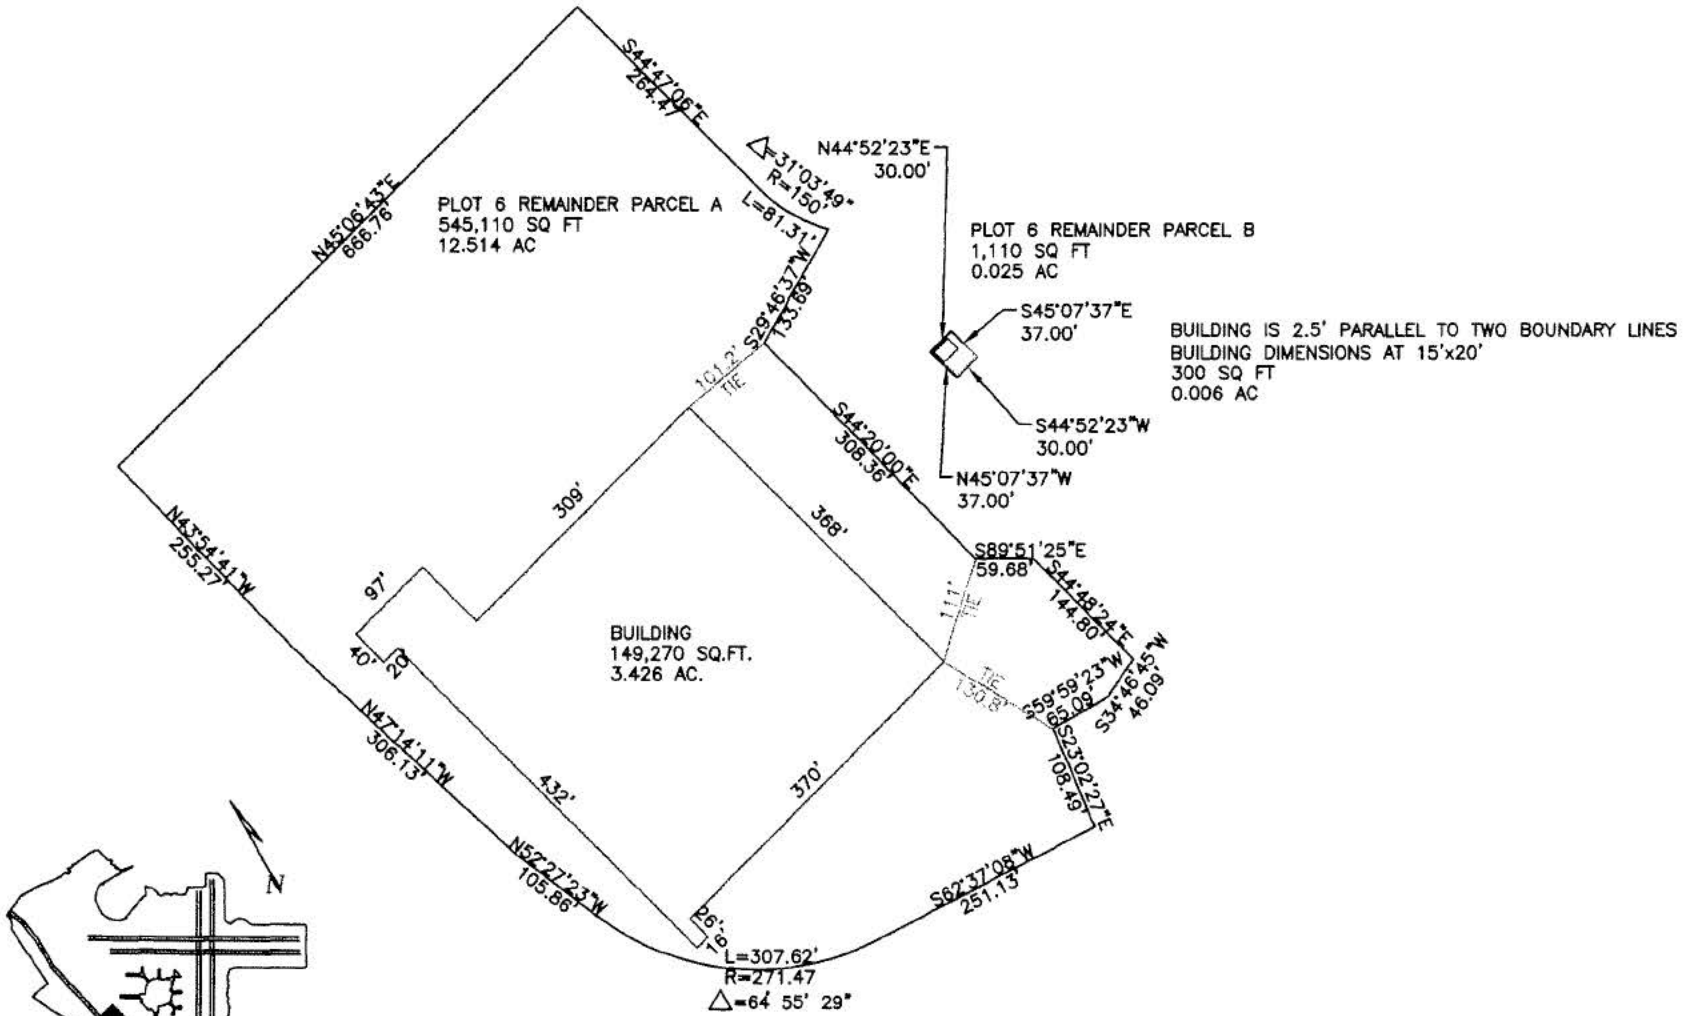 S44°47'06"E
264.47
△=31°03'49"
R=150'
L=81.31'
N44°52'23"E
30.00'
N45°06'43"E
666.76'
PLOT 6 REMAINDER PARCEL A
545,110 SQ FT
12.514 AC
PLOT 6 REMAINDER PARCEL B
1,110 SQ FT
0.025 AC
S29°46'37"W
133.69'
S45°07'37"E
37.00'
BUILDING IS 2.5' PARALLEL TO TWO BOUNDARY LINES
BUILDING DIMENSIONS AT 15'x20'
300 SQ FT
0.006 AC
101.2'
TIE
S44°20'00"E
308.36'
S44°52'23"W
30.00'
N45°07'37"W
37.00'
309'
368'
N43°54'41"W
255.27'
S89°51'25"E
59.68'
S44°48'24"E
144.80'
97'
111'
TIE
40'
20'
BUILDING
149,270 SQ.FT.
3.426 AC.
TIE
130.8'
S59°59'23"W
65.09'
S34°46'45"W
46.09'
N47°14'11"W
306.13'
S23°02'27"E
108.49'
432'
370'
N52°27'23"W
105.86'
S62°37'08"W
251.13'
N
26'
16'
L=307.62'
R=271.47
△=64 55' 29"